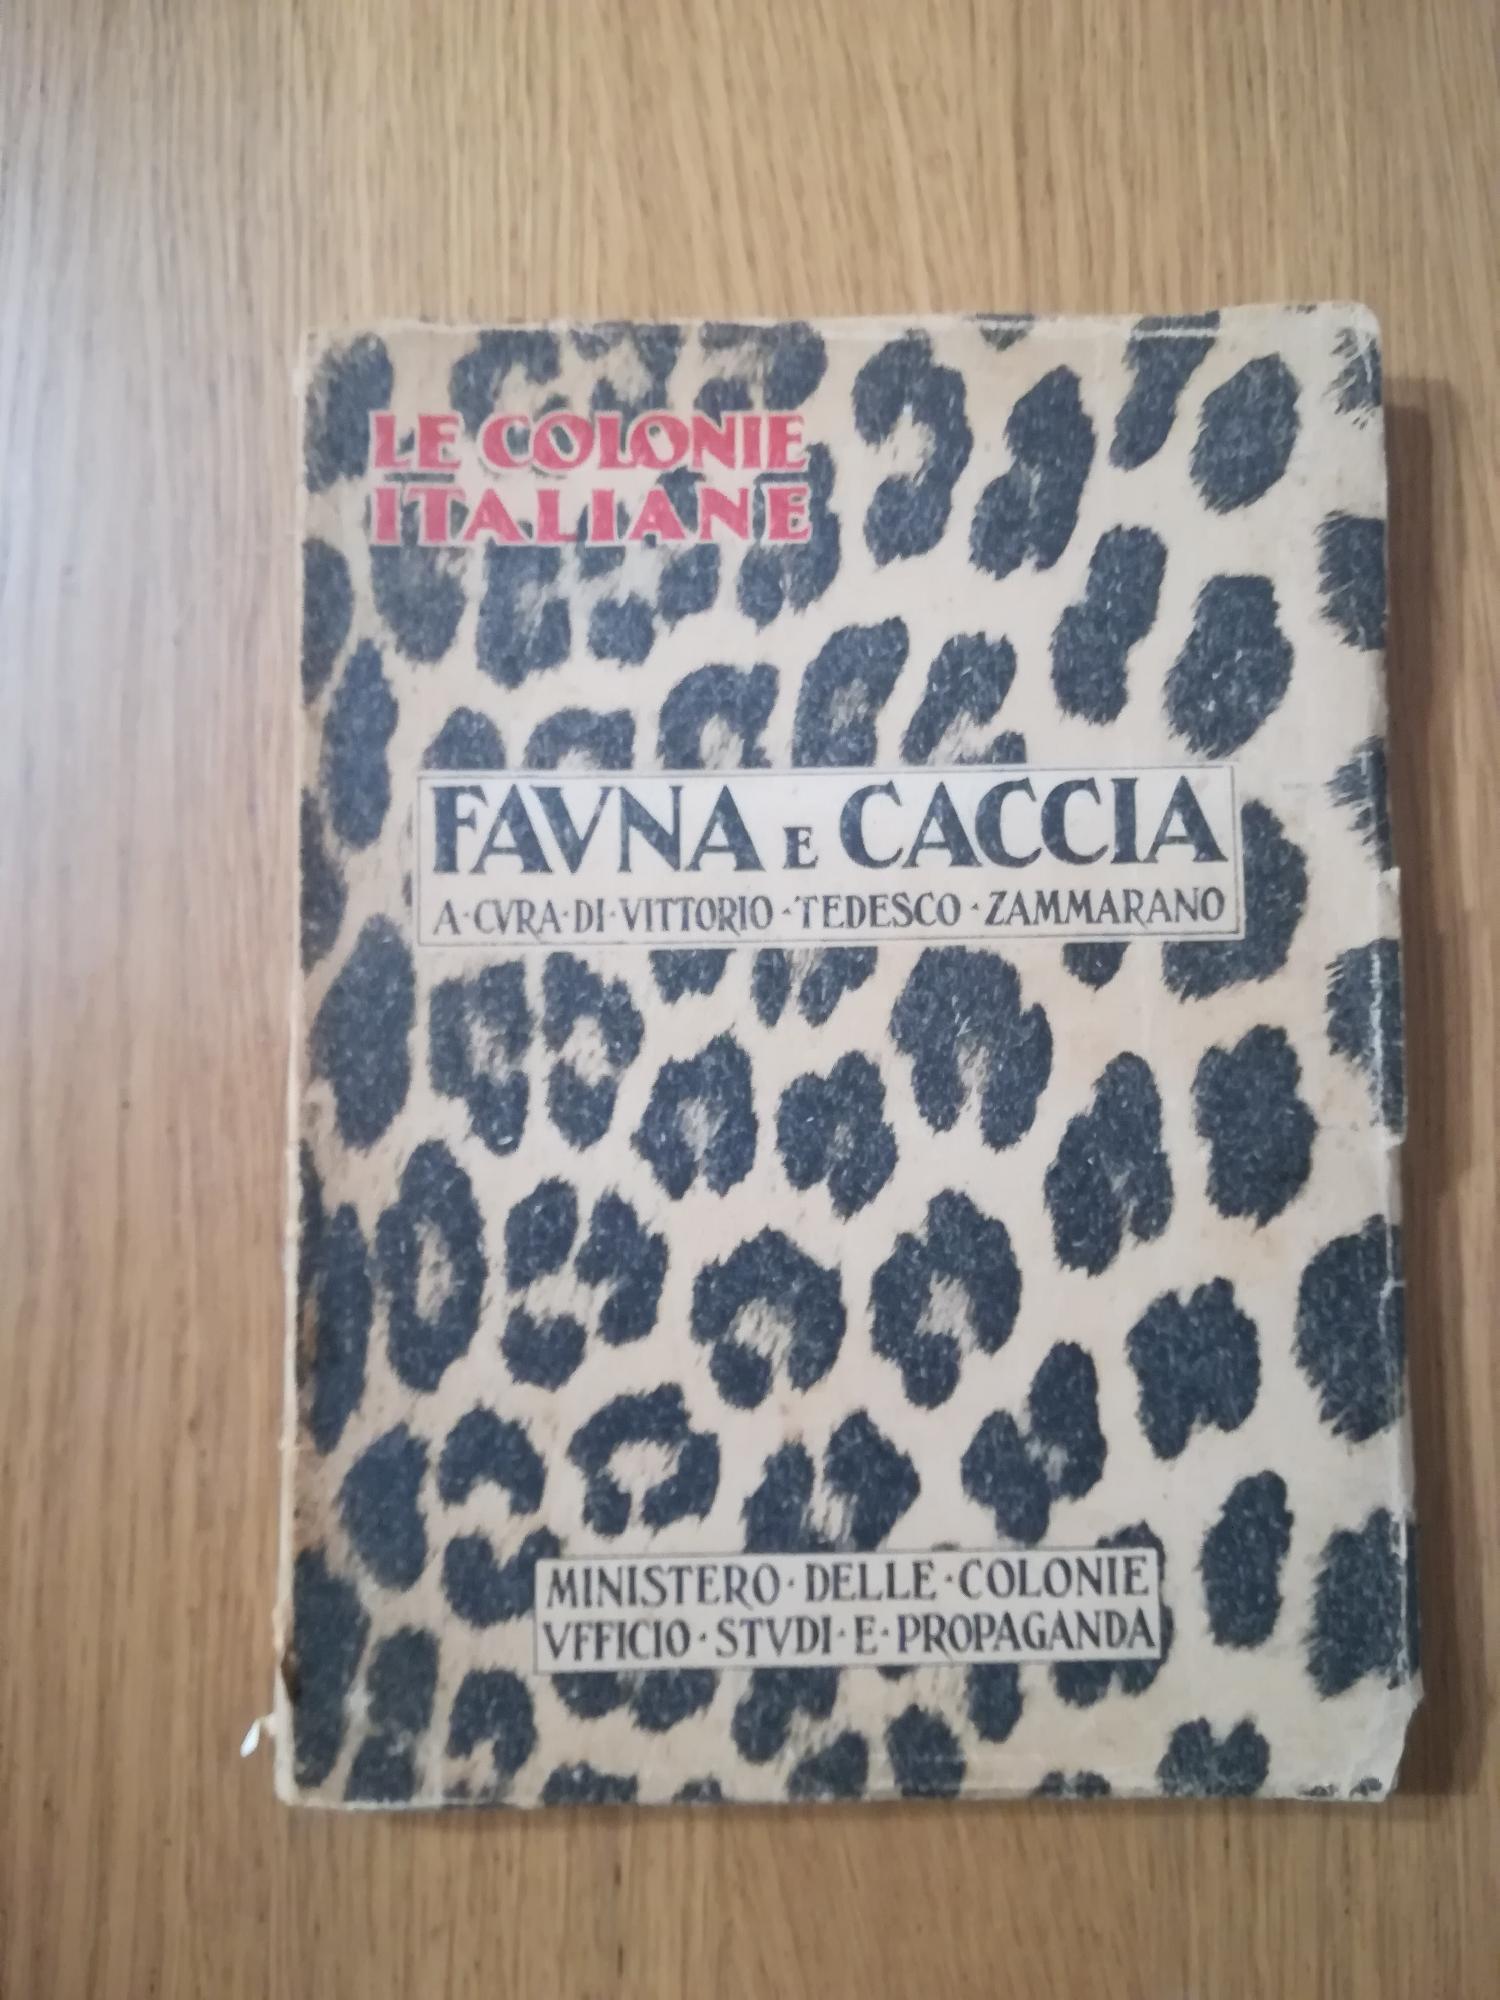 LE COLONIE
ITALIANE
FAVNA E CACCIA
A·CVRA·DI·VITTORIO·TEDESCO·ZAMMARANO
MINISTERO·DELLE·COLONIE
VFFICIO·STVDI·E·PROPAGANDA